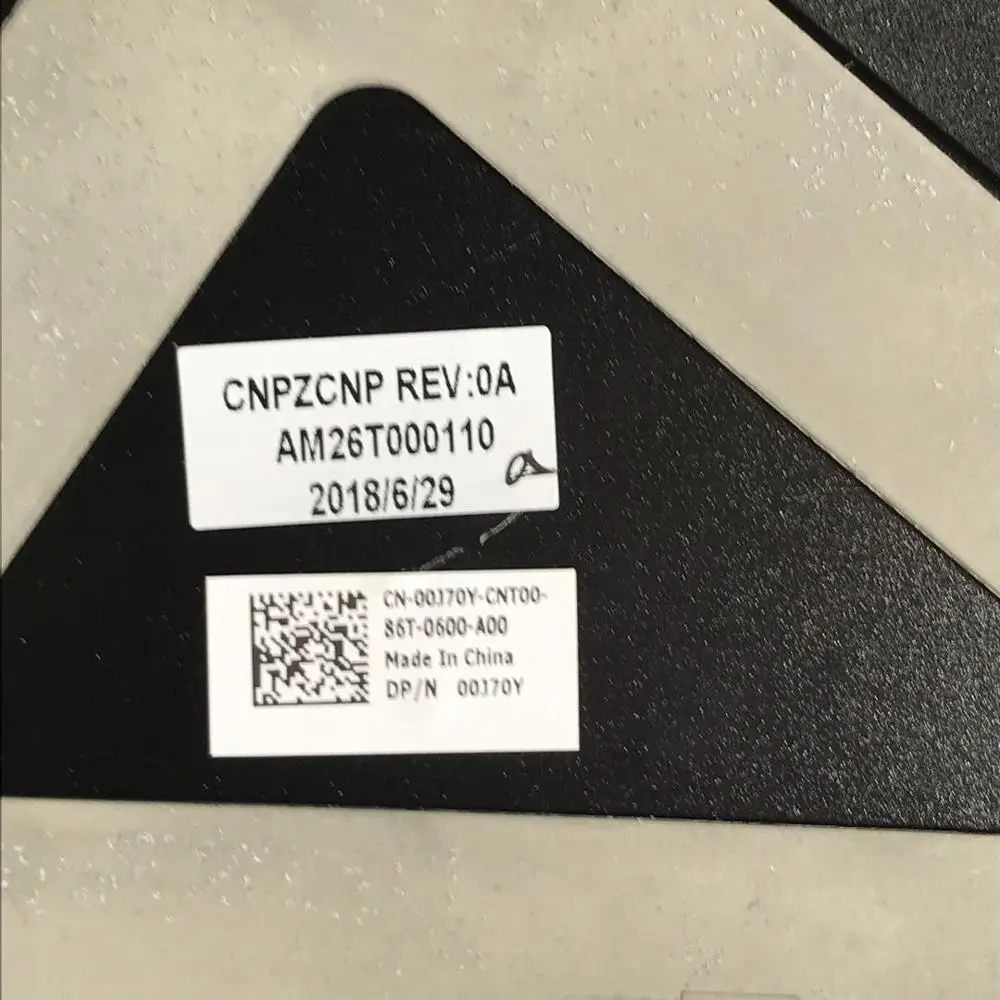 CNPZCNP REV:0A
AM26T000110
2018/6/29
CN-00J70Y-CNT00-
86T-0600-A00
Made In China
DP/N 00J70Y